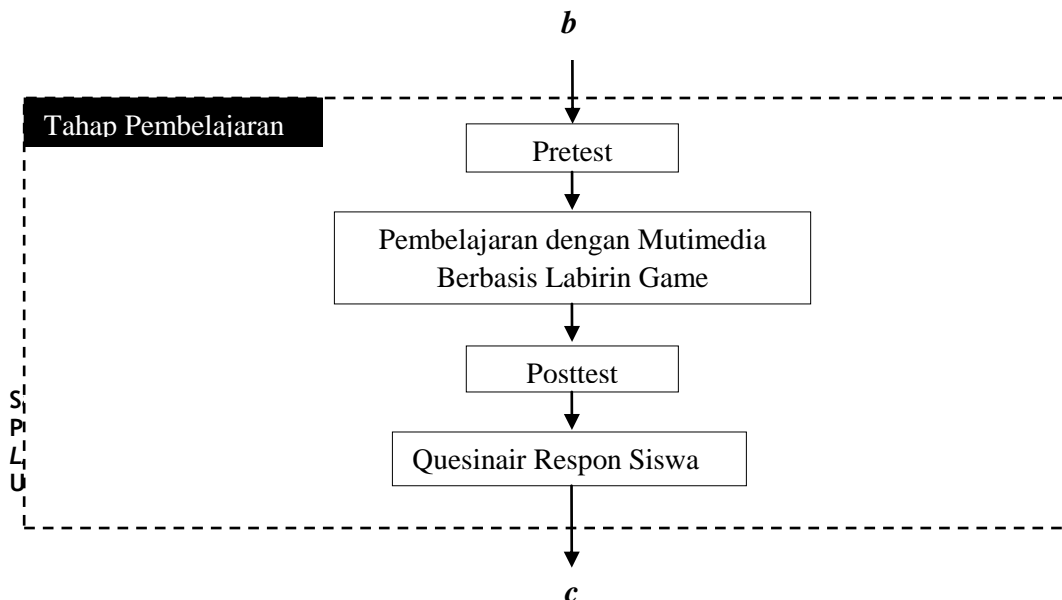 b
Tahap Pembelajaran
Pretest
Pembelajaran dengan Mutimedia
Berbasis Labirin Game
Posttest
S
P
L
U
Quesinair Respon Siswa
c